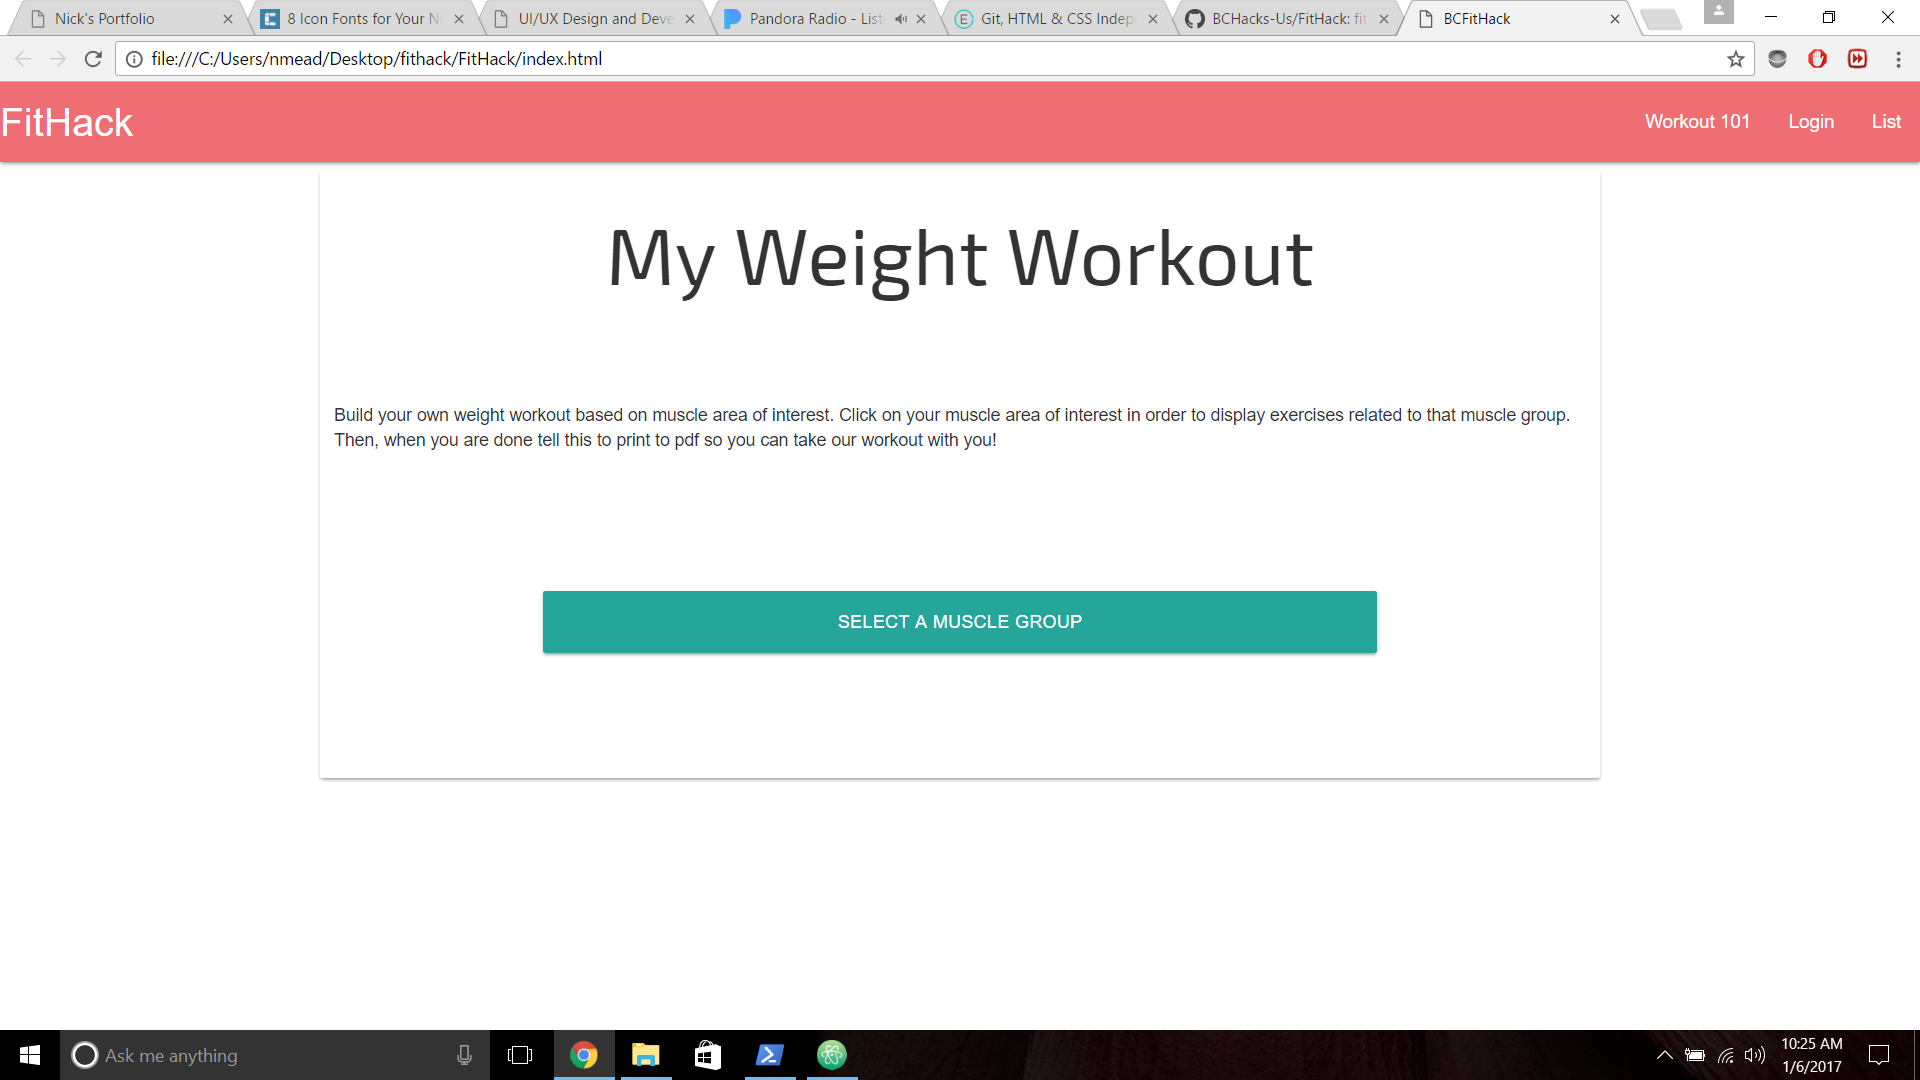 Nick's Portfolio
8 Icon Fonts for Your N
UI/UX Design and Deve
Pandora Radio - List
Git, HTML & CSS Indep
BCHacks-Us/FitHack: fit
BCFitHack
file:///C:/Users/nmead/Desktop/fithack/FitHack/index.html
FitHack
Workout 101
Login
List
My Weight Workout
Build your own weight workout based on muscle area of interest. Click on your muscle area of interest in order to display exercises related to that muscle group.
Then, when you are done tell this to print to pdf so you can take our workout with you!
SELECT A MUSCLE GROUP
Ask me anything
10:25 AM
1/6/2017